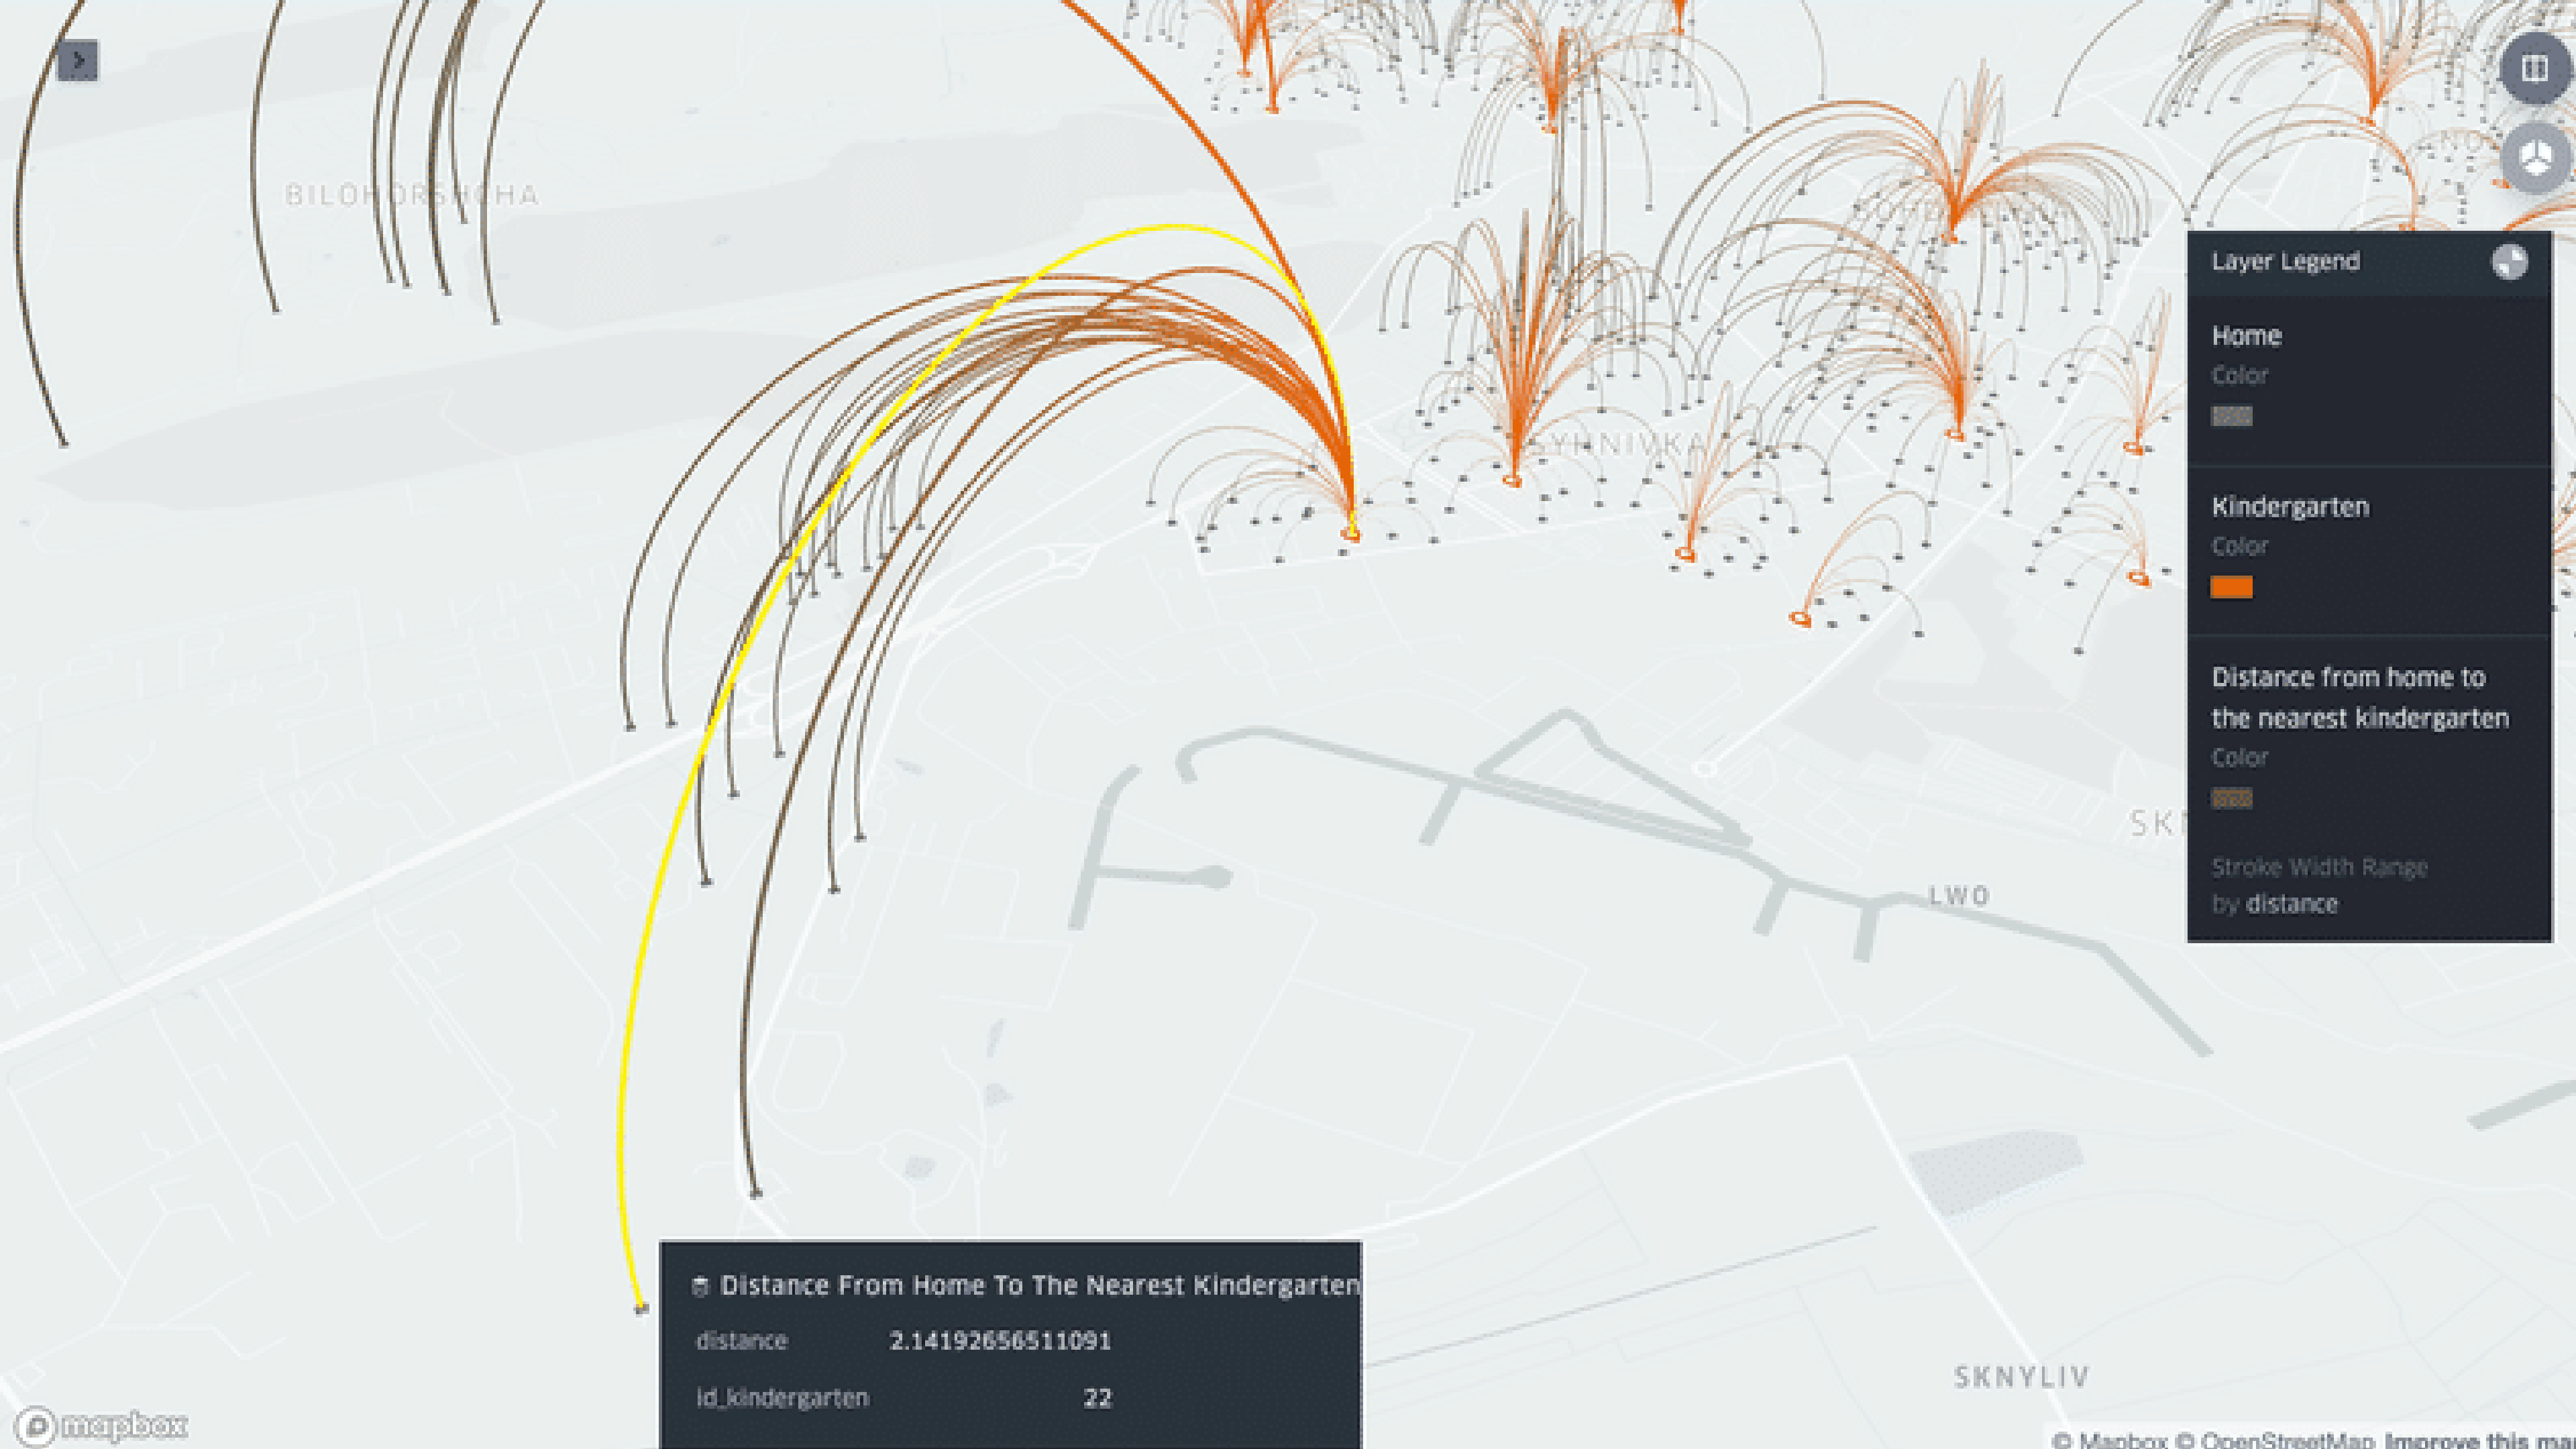 BILOHORSHCHA
SYHNIVKA
Layer Legend
Home
Color
Kindergarten
Color
Distance from home to
the nearest kindergarten
Color
Stroke Width Range
by distance
SKN
LWO
Distance From Home To The Nearest Kindergarten
distance 2.14192656511091
id_kindergarten 22
SKNYLIV
mapbox
© Mapbox © OpenStreetMap Improve this map